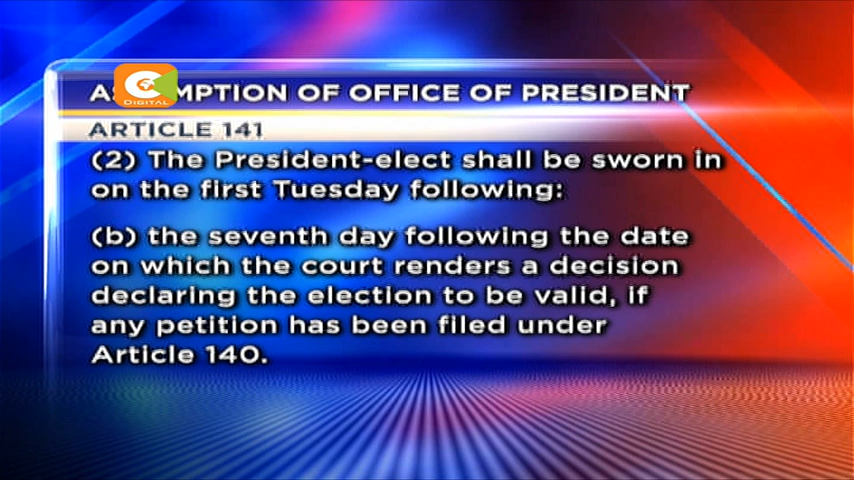 ASSUMPTION OF OFFICE OF PRESIDENT
DIGITAL
ARTICLE 141
(2) The President-elect shall be sworn in
on the first Tuesday following:
(b) the seventh day following the date
on which the court renders a decision
declaring the election to be valid, if
any petition has been filed under
Article 140.